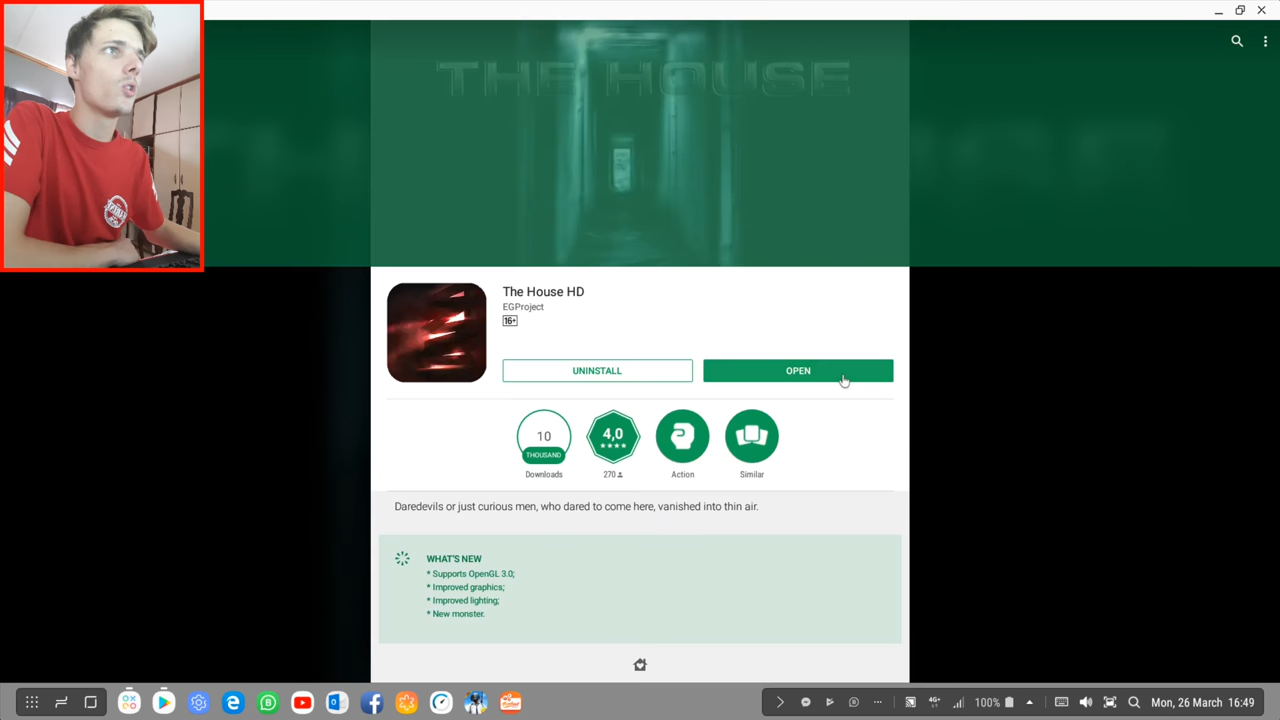 THE HOUSE
The House HD
EGProject
16+
UNINSTALL
OPEN
10
THOUSAND
Downloads
4,0
270
Action
Similar
Daredevils or just curious men, who dared to come here, vanished into thin air.
WHAT'S NEW
* Supports OpenGL 3.0;
* Improved graphics;
* Improved lighting;
* New monster.
4G+
100%
Mon, 26 March 16:49